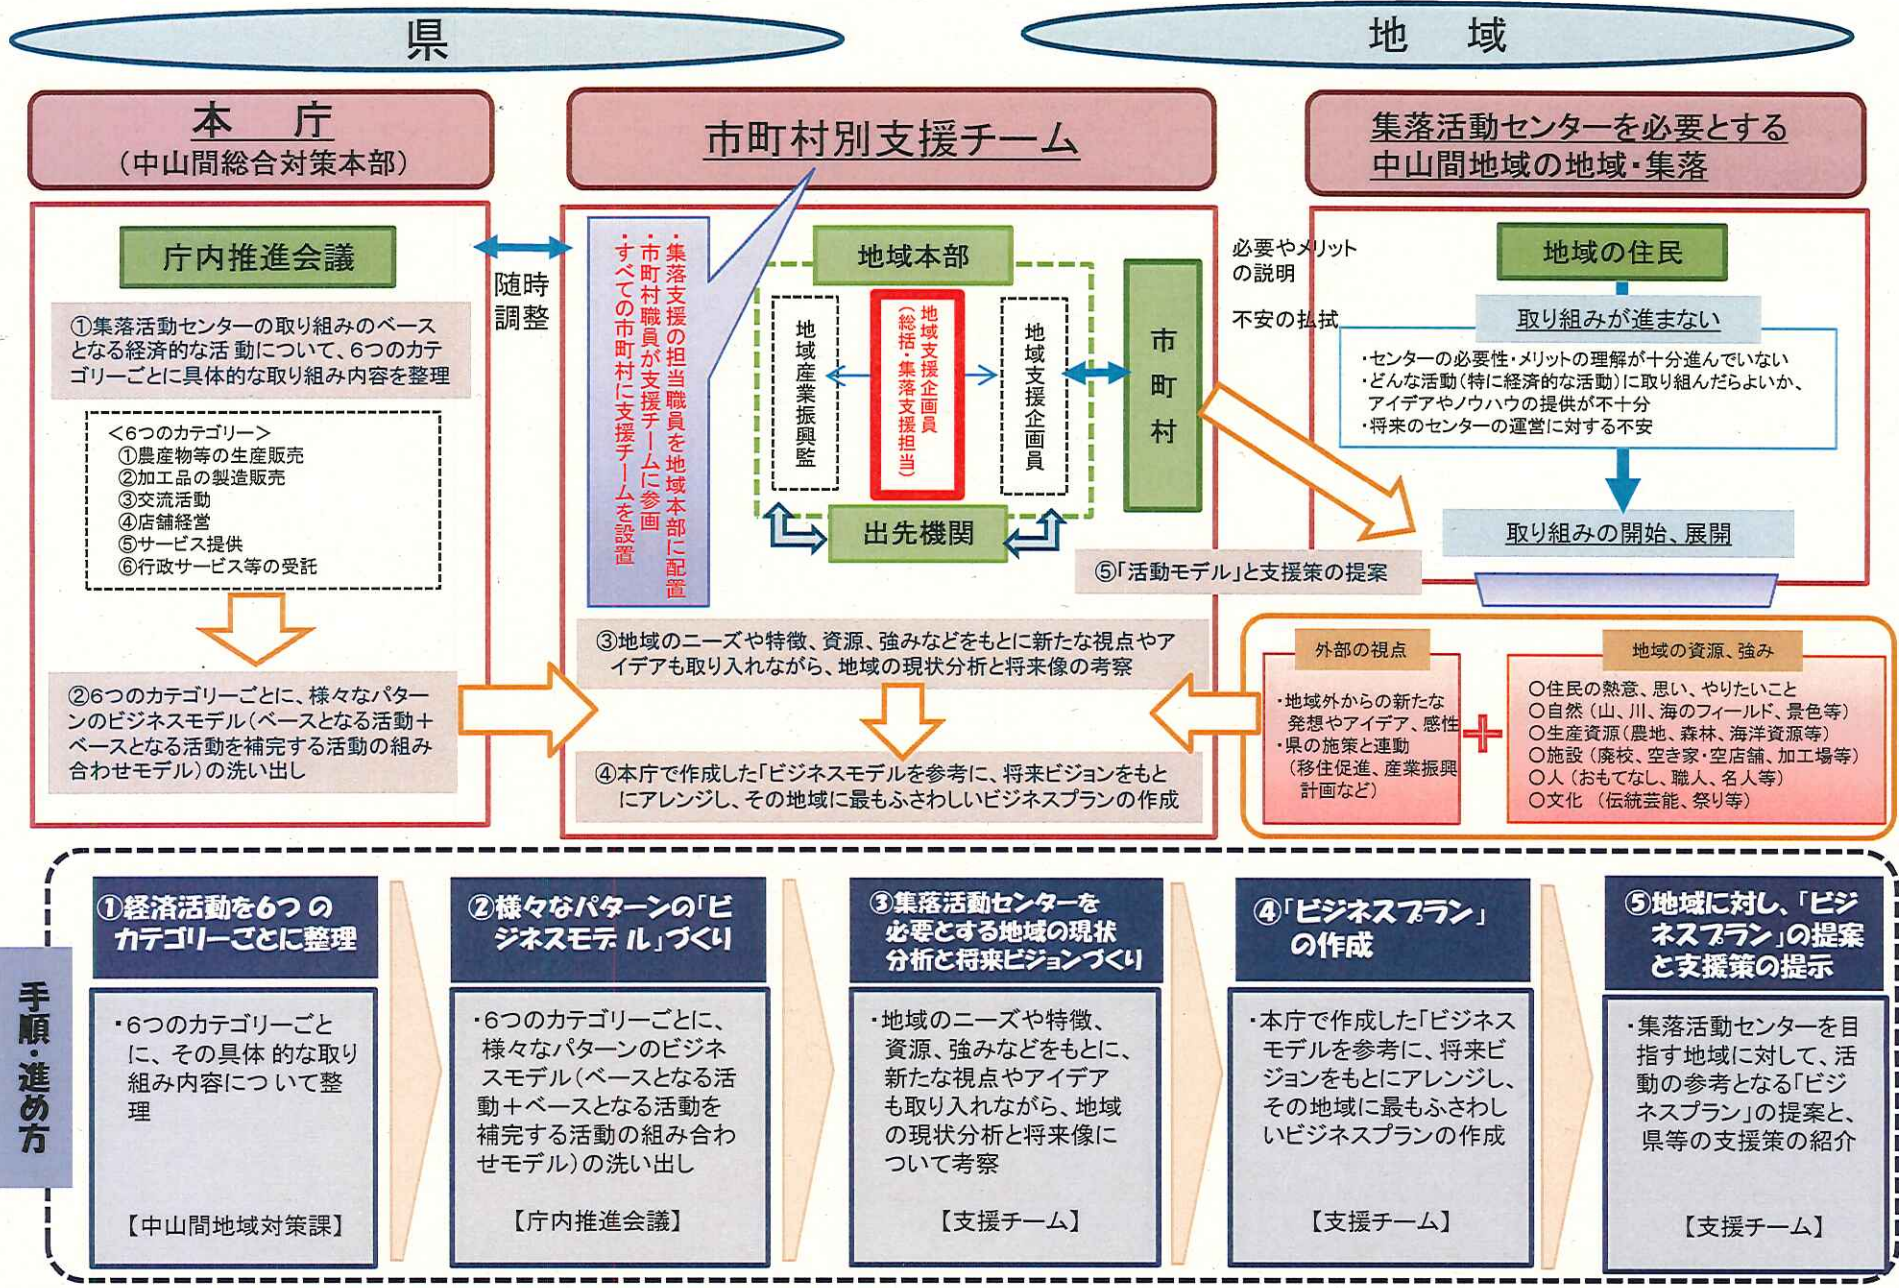 県
地　域
本　庁
（中山間総合対策本部）
市町村別支援チーム
集落活動センターを必要とする
中山間地域の地域・集落
庁内推進会議
①集落活動センターの取り組みのベース
となる経済的な活動について、6つのカテ
ゴリーごとに具体的な取り組み内容を整理
＜6つのカテゴリー＞
①農産物等の生産販売
②加工品の製造販売
③交流活動
④店舗経営
⑤サービス提供
⑥行政サービス等の受託
②6つのカテゴリーごとに、様々なパター
ンのビジネスモデル（ベースとなる活動＋
ベースとなる活動を補完する活動の組み
合わせモデル）の洗い出し
随時
調整
・集落支援の担当職員を地域本部に配置
・市町村職員が支援チームに参画
・すべての市町村に支援チームを設置
地域本部
地域産業振興監
地域支援企画員
（総括・集落支援担当）
地域支援企画員
出先機関
市町村
必要やメリット
の説明
不安の払拭
⑤「活動モデル」と支援策の提案
③地域のニーズや特徴、資源、強みなどをもとに新たな視点やア
イデアも取り入れながら、地域の現状分析と将来像の考察
④本庁で作成した「ビジネスモデルを参考に、将来ビジョンをもと
にアレンジし、その地域に最もふさわしいビジネスプランの作成
地域の住民
取り組みが進まない
・センターの必要性・メリットの理解が十分進んでいない
・どんな活動（特に経済的な活動）に取り組んだらよいか、
アイデアやノウハウの提供が不十分
・将来のセンターの運営に対する不安
取り組みの開始、展開
外部の視点
・地域外からの新たな
発想やアイデア、感性
・県の施策と連動
（移住促進、産業振興
計画など）
地域の資源、強み
○住民の熱意、思い、やりたいこと
○自然（山、川、海のフィールド、景色等）
○生産資源（農地、森林、海洋資源等）
○施設（廃校、空き家・空店舗、加工場等）
○人（おもてなし、職人、名人等）
○文化　（伝統芸能、祭り等）
手順・進め方
①経済活動を6つの
カテゴリーごとに整理
・6つのカテゴリーごと
に、その具体的な取り
組み内容について整
理
【中山間地域対策課】
②様々なパターンの「ビ
ジネスモデル」づくり
・6つのカテゴリーごとに、
様々なパターンのビジネ
スモデル（ベースとなる活
動＋ベースとなる活動を
補完する活動の組み合わ
せモデル）の洗い出し
【庁内推進会議】
③集落活動センターを
必要とする地域の現状
分析と将来ビジョンづくり
・地域のニーズや特徴、
資源、強みなどをもとに、
新たな視点やアイデア
も取り入れながら、地域
の現状分析と将来像に
ついて考察
【支援チーム】
④「ビジネスプラン」
の作成
・本庁で作成した「ビジネス
モデルを参考に、将来ビ
ジョンをもとにアレンジし、
その地域に最もふさわし
いビジネスプランの作成
【支援チーム】
⑤地域に対し、「ビジ
ネスプラン」の提案
と支援策の提示
・集落活動センターを目
指す地域に対して、活
動の参考となる「ビジ
ネスプラン」の提案と、
県等の支援策の紹介
【支援チーム】